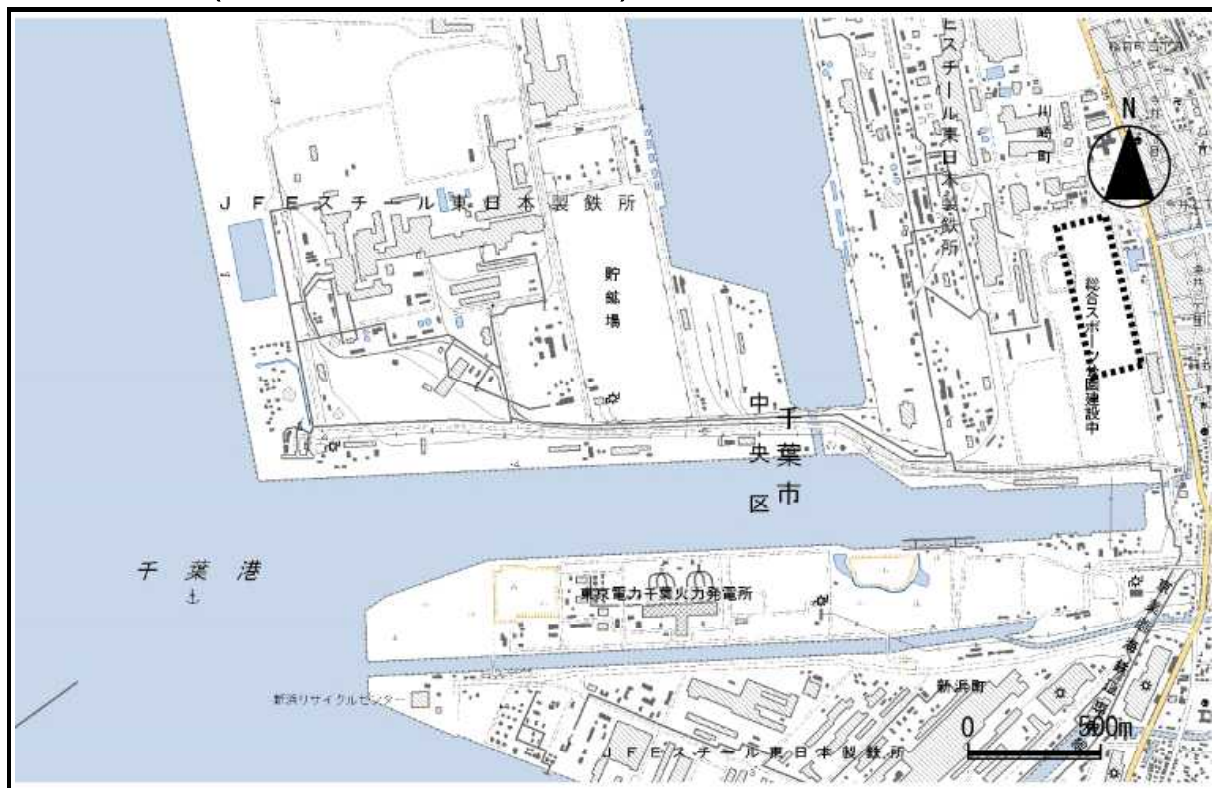 JFEスチール東日本製鉄所
川崎町
N
JFEスチール東日本製鉄所
貯鉱場
総合スポーツ公園建設中
千葉市
中央区
千葉港
東京電力千葉火力発電所
新浜リサイクルセンター
新浜町
0 500m
JFEスチール東日本製鉄所